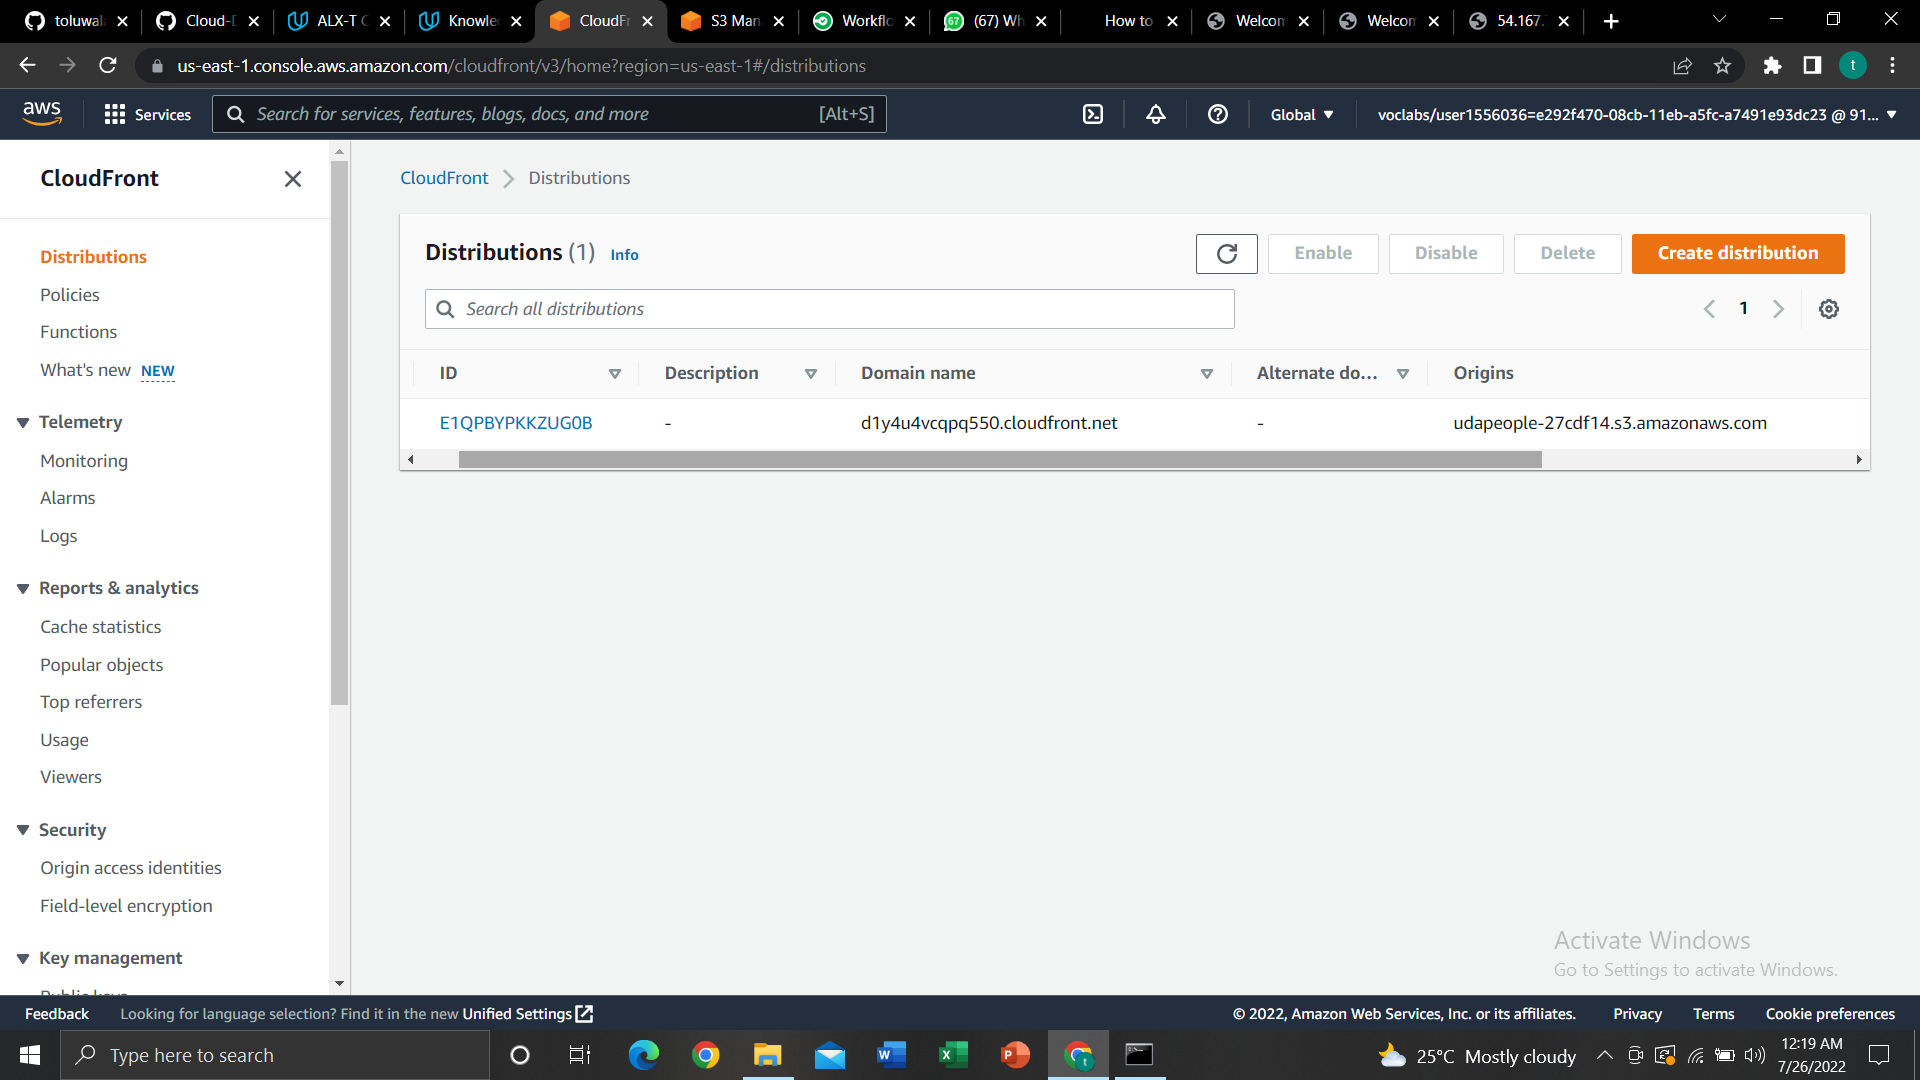 toluwal
Cloud-D
ALX-T C
Knowle
CloudFr
S3 Man
Workflo
(67) Wh
How to
Welcom
Welcom
54.167.
us-east-1.console.aws.amazon.com/cloudfront/v3/home?region=us-east-1#/distributions
t
aws
Services
Search for services, features, blogs, docs, and more
[Alt+S]
Global
voclabs/user1556036=e292f470-08cb-11eb-a5fc-a7491e93dc23 @ 91...
CloudFront
Distributions
Policies
Functions
What's new NEW
Telemetry
Monitoring
Alarms
Logs
Reports & analytics
Cache statistics
Popular objects
Top referrers
Usage
Viewers
Security
Origin access identities
Field-level encryption
Key management
Public keys
CloudFront > Distributions
Distributions (1) Info
Enable
Disable
Delete
Create distribution
Search all distributions
1
ID
Description
Domain name
Alternate do...
Origins
E1QPBYPKKZUG0B
-
d1y4u4vcqpq550.cloudfront.net
-
udapeople-27cdf14.s3.amazonaws.com
Activate Windows
Go to Settings to activate Windows.
Feedback
Looking for language selection? Find it in the new Unified Settings
© 2022, Amazon Web Services, Inc. or its affiliates.
Privacy
Terms
Cookie preferences
Type here to search
25°C Mostly cloudy
12:19 AM
7/26/2022